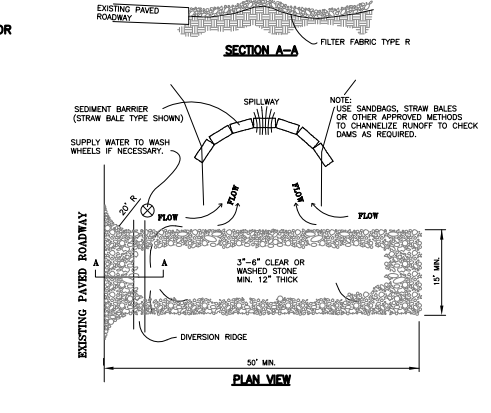 OR
EXISTING PAVED
ROADWAY
FILTER FABRIC TYPE R
SECTION A-A
SEDIMENT BARRIER
(STRAW BALE TYPE SHOWN)
SPILLWAY
NOTE:
USE SANDBAGS, STRAW BALES
OR OTHER APPROVED METHODS
TO CHANNELIZE RUNOFF TO CHECK
DAMS AS REQUIRED.
SUPPLY WATER TO WASH
WHEELS IF NECESSARY.
20' R
FLOW
FLOW
FLOW
FLOW
EXISTING PAVED ROADWAY
A
A
3"-6" CLEAR OR
WASHED STONE
MIN. 12" THICK
15' MIN.
DIVERSION RIDGE
50' MIN.
PLAN VIEW